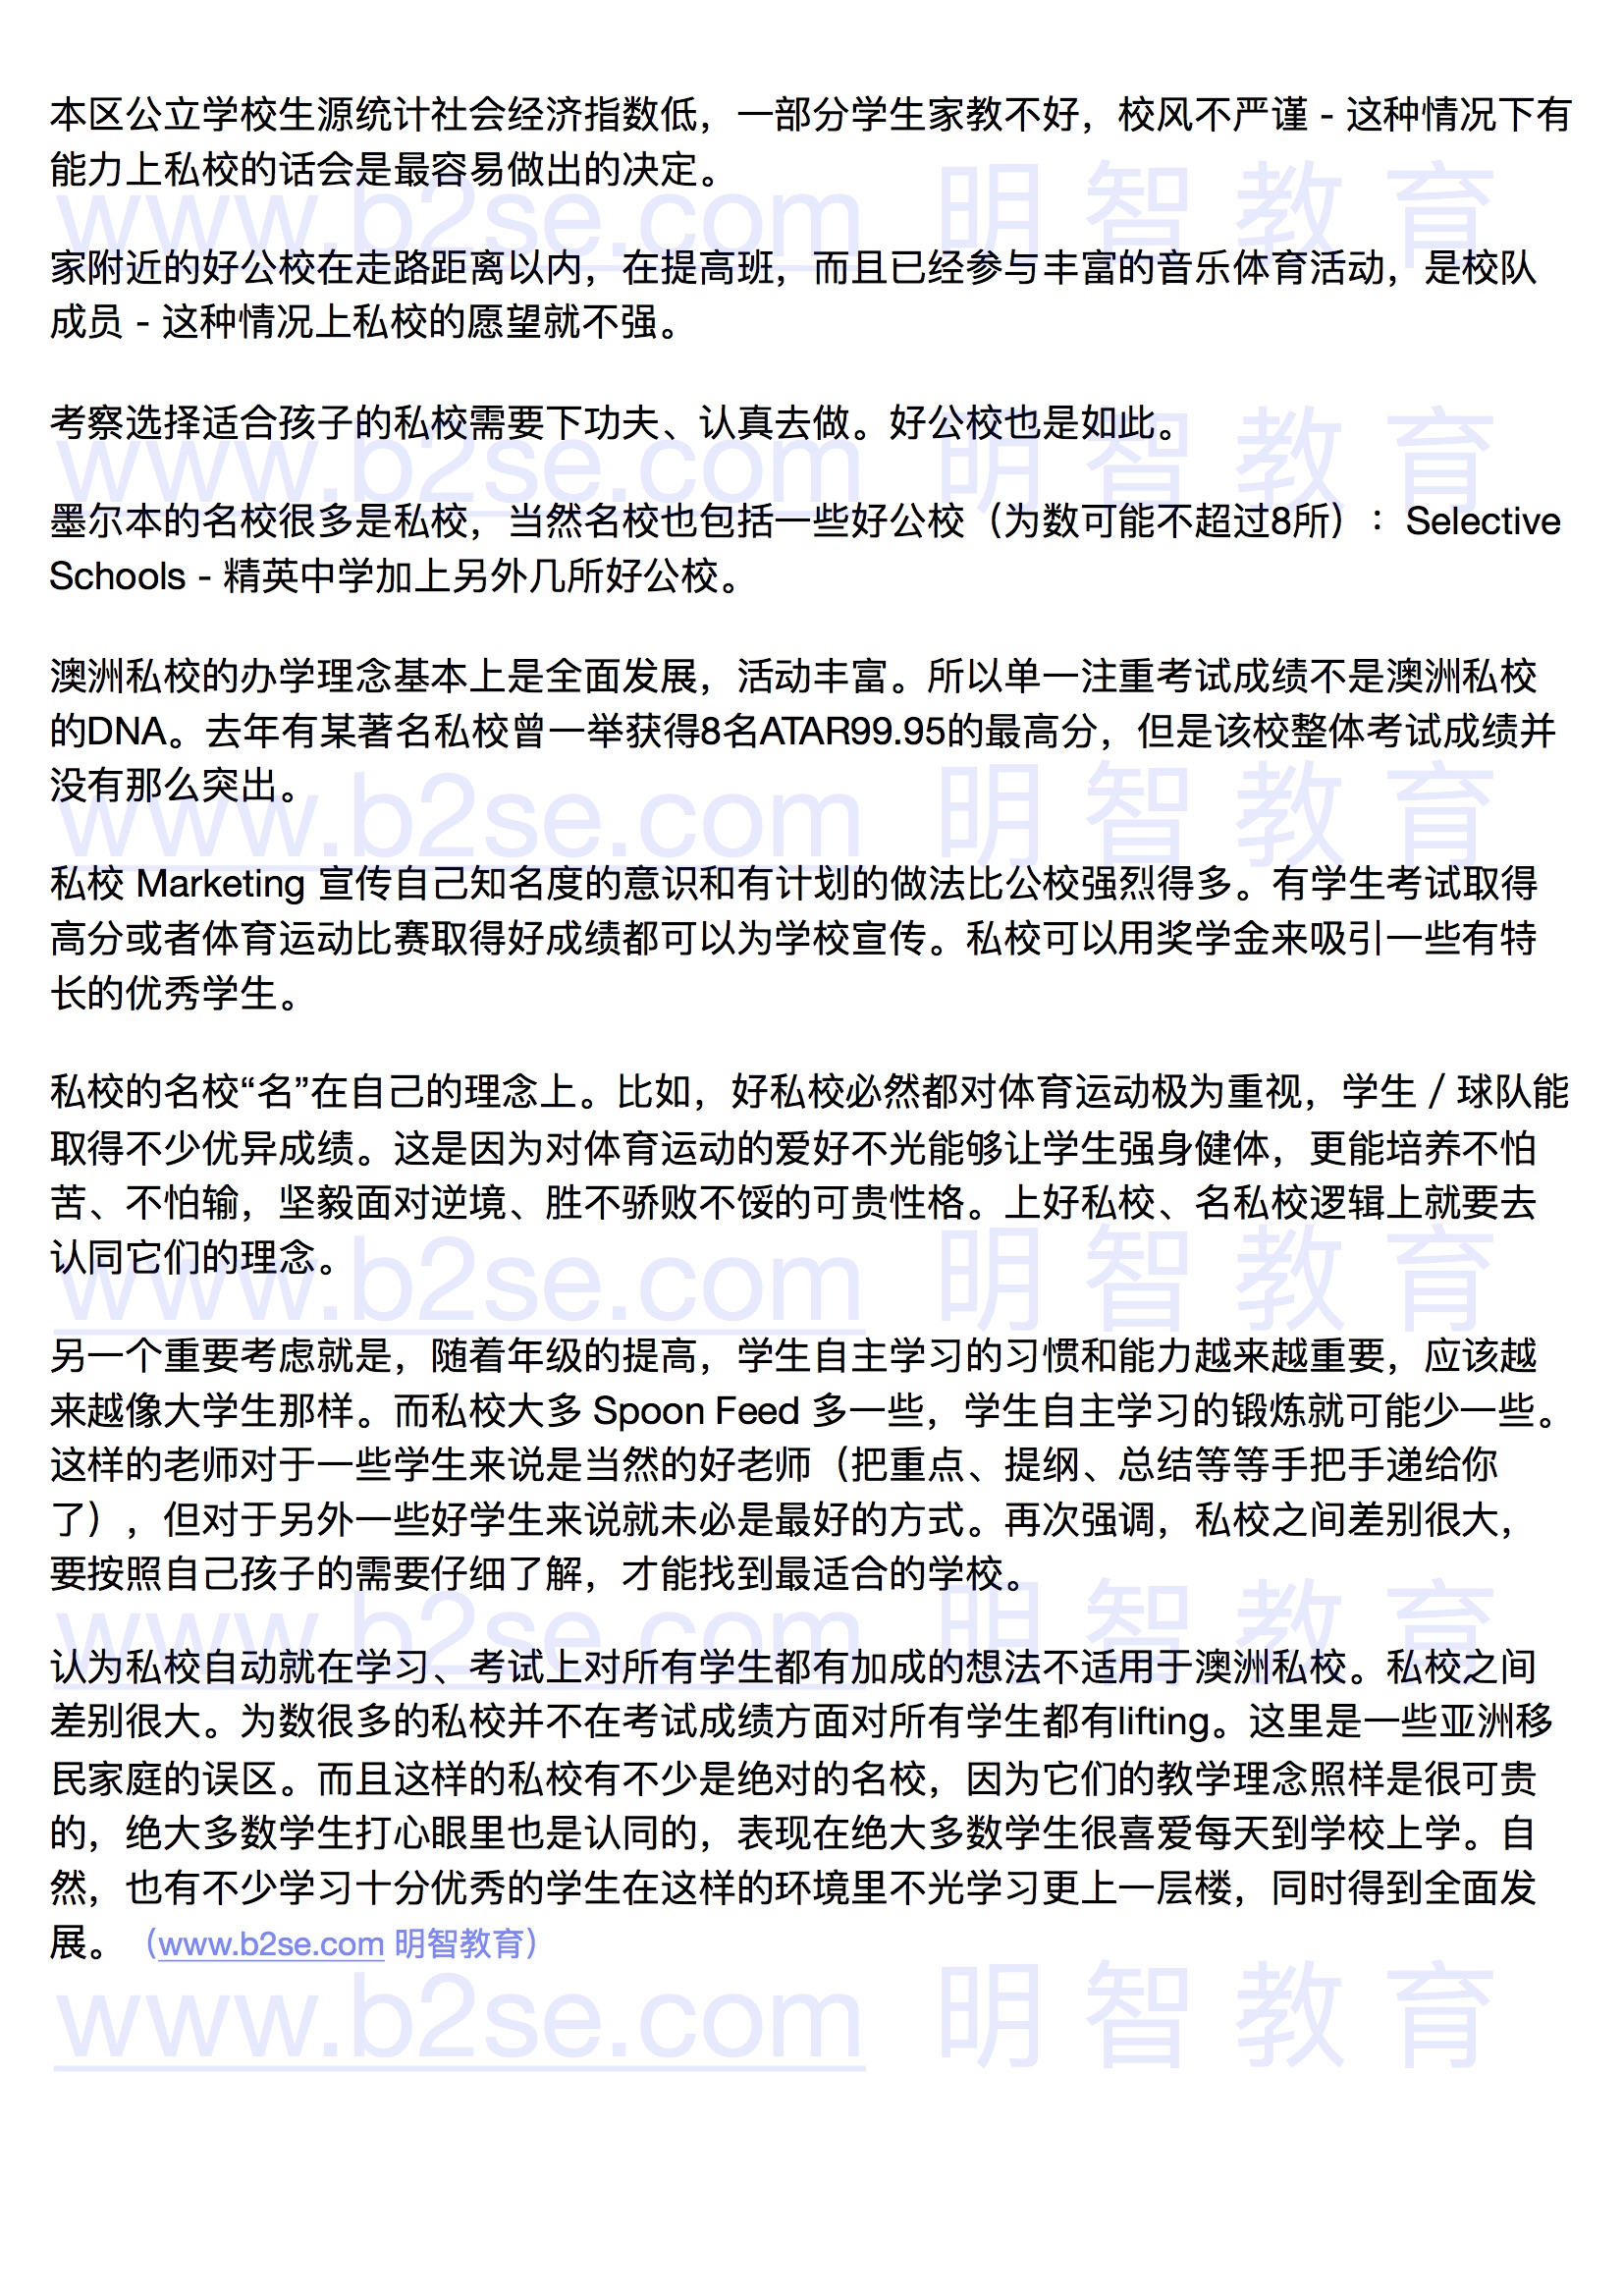 本区公立学校生源统计社会经济指数低，一部分学生家教不好，校风不严谨 - 这种情况下有
能力上私校的话会是最容易做出的决定。
www.b2se.com 明智教育
家附近的好公校在走路距离以内，在提高班，而且已经参与丰富的音乐体育活动，是校队
成员 - 这种情况上私校的愿望就不强。
考察选择适合孩子的私校需要下功夫、认真去做。好公校也是如此。
www.b2se.com 明智教育
墨尔本的名校很多是私校，当然名校也包括一些好公校（为数可能不超过8所）：Selective
Schools - 精英中学加上另外几所好公校。
澳洲私校的办学理念基本上是全面发展，活动丰富。所以单一注重考试成绩不是澳洲私校
的DNA。去年有某著名私校曾一举获得8名ATAR99.95的最高分，但是该校整体考试成绩并
没有那么突出。
www.b2se.com 明智教育
私校 Marketing 宣传自己知名度的意识和有计划的做法比公校强烈得多。有学生考试取得
高分或者体育运动比赛取得好成绩都可以为学校宣传。私校可以用奖学金来吸引一些有特
长的优秀学生。
私校的名校“名”在自己的理念上。比如，好私校必然都对体育运动极为重视，学生 / 球队能
取得不少优异成绩。这是因为对体育运动的爱好不光能够让学生强身健体，更能培养不怕
苦、不怕输，坚毅面对逆境、胜不骄败不馁的可贵性格。上好私校、名私校逻辑上就要去
认同它们的理念。
www.b2se.com 明智教育
另一个重要考虑就是，随着年级的提高，学生自主学习的习惯和能力越来越重要，应该越
来越像大学生那样。而私校大多 Spoon Feed 多一些，学生自主学习的锻炼就可能少一些。
这样的老师对于一些学生来说是当然的好老师（把重点、提纲、总结等等手把手递给你
了），但对于另外一些好学生来说就未必是最好的方式。再次强调，私校之间差别很大，
要按照自己孩子的需要仔细了解，才能找到最适合的学校。
www.b2se.com 明智教育
认为私校自动就在学习、考试上对所有学生都有加成的想法不适用于澳洲私校。私校之间
差别很大。为数很多的私校并不在考试成绩方面对所有学生都有lifting。这里是一些亚洲移
民家庭的误区。而且这样的私校有不少是绝对的名校，因为它们的教学理念照样是很可贵
的，绝大多数学生打心眼里也是认同的，表现在绝大多数学生很喜爱每天到学校上学。自
然，也有不少学习十分优秀的学生在这样的环境里不光学习更上一层楼，同时得到全面发
展。（www.b2se.com 明智教育）
www.b2se.com 明智教育